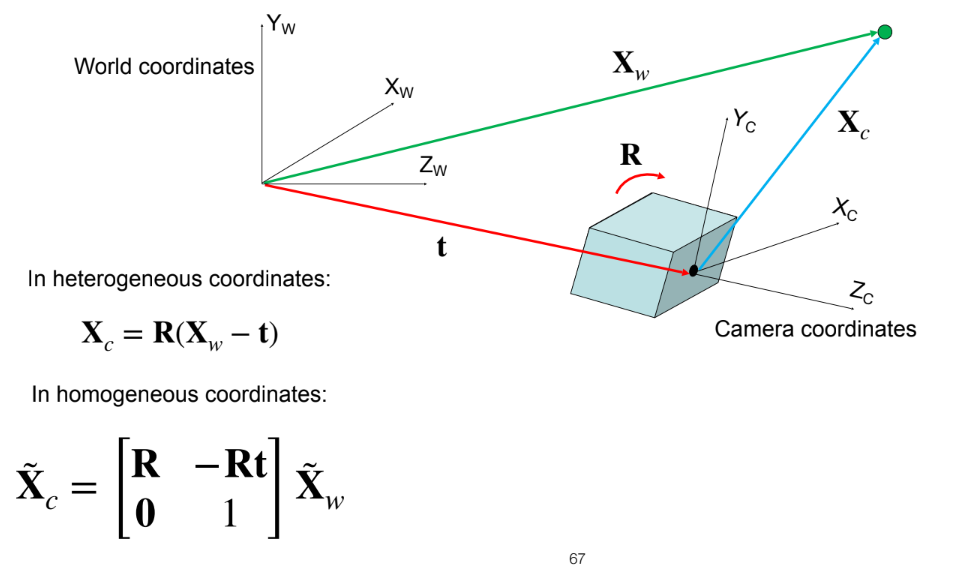 Y_W
World coordinates
X_W
𝐗_w
Z_W
Y_C
𝐗_c
𝐑
X_C
𝐭
In heterogeneous coordinates:
Z_C
Camera coordinates
𝐗_c = 𝐑(𝐗_w − 𝐭)
In homogeneous coordinates:
𝐗̃_c = [𝐑 −𝐑𝐭; 𝟎 1] 𝐗̃_w
67